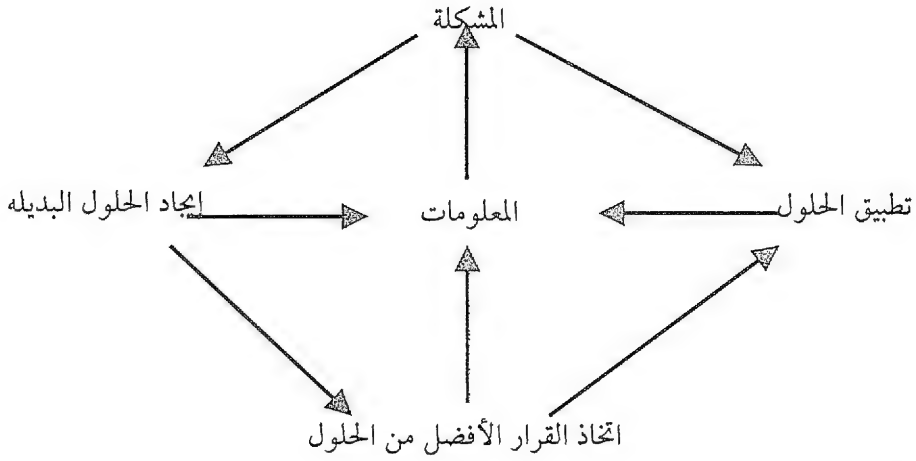 المشكلة
تطبيق الحلول
المعلومات
إيجاد الحلول البديله
اتخاذ القرار الأفضل من الحلول